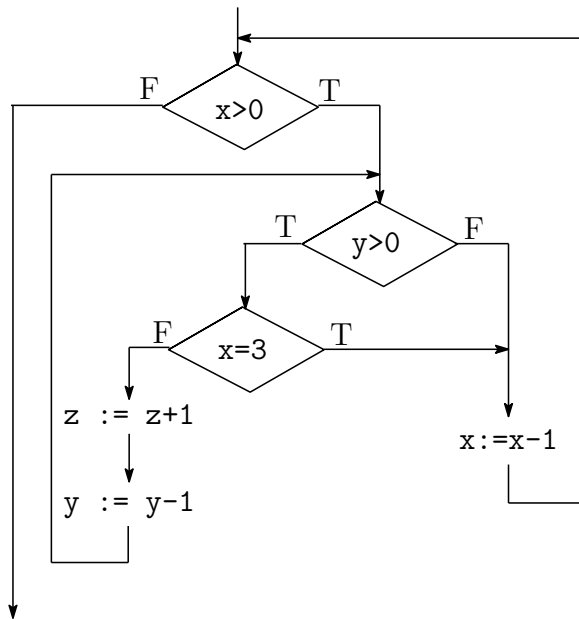 F
T
x>0
T
F
y>0
F
T
x=3
z := z+1
x:=x-1
y := y-1